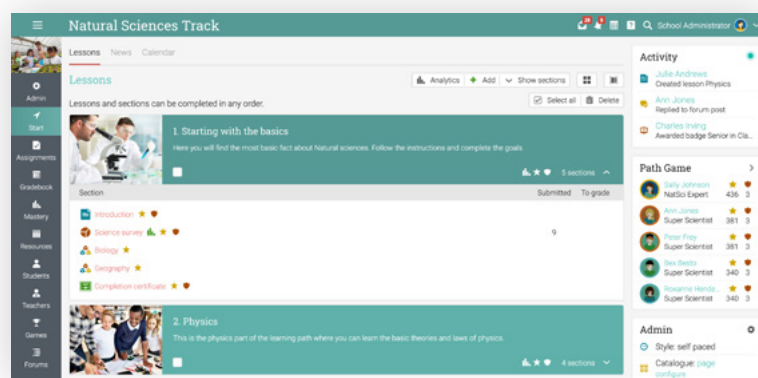 Natural Sciences Track
School Administrator
Lessons News Calendar
Lessons
Analytics Add Show sections
Lessons and sections can be completed in any order.
Select all Delete
1. Starting with the basics
Here you will find the most basic fact about Natural sciences. Follow the instructions and complete the goals.
5 sections
Section Submitted To grade
Introduction
Science survey 9
Biology
Geography
Completion certificate
2. Physics
This is the physics part of the learning path where you can learn the basic theories and laws of physics.
4 sections
Admin
Start
Assignments
Gradebook
Mastery
Resources
Students
Teachers
Games
Forums
Activity
Julie Andrews
Created lesson Physics
Ann Jones
Replied to forum post
Charles Irving
Awarded badge Senior in Cla...
Path Game
Sally Johnson
NatSci Expert 436 3
Ann Jones
Super Scientist 381 3
Peter Frey
Super Scientist 381 3
Bex Besto
Super Scientist 340 3
Roxanne Hende...
Super Scientist 340 3
Admin
Style: self paced
Catalogue: page
configure